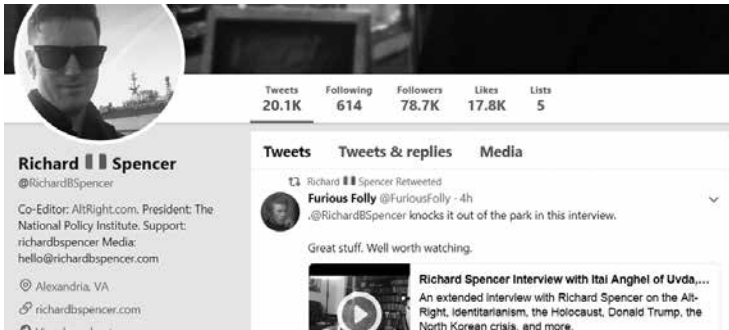 Tweets Following Followers Likes Lists
20.1K 614 78.7K 17.8K 5
Richard Spencer
@RichardBSpencer
Co-Editor: AltRight.com. President: The
National Policy Institute. Support:
richardbspencer Media:
hello@richardbspencer.com
Alexandria, VA
richardbspencer.com
Tweets Tweets & replies Media
Richard Spencer Retweeted
Furious Folly @FuriousFolly · 4h
.@RichardBSpencer knocks it out of the park in this interview.
Great stuff. Well worth watching.
Richard Spencer Interview with Itai Anghel of Uvda,...
An extended interview with Richard Spencer on the Alt-
Right, Identitarianism, the Holocaust, Donald Trump, the
North Korean crisis, and more.